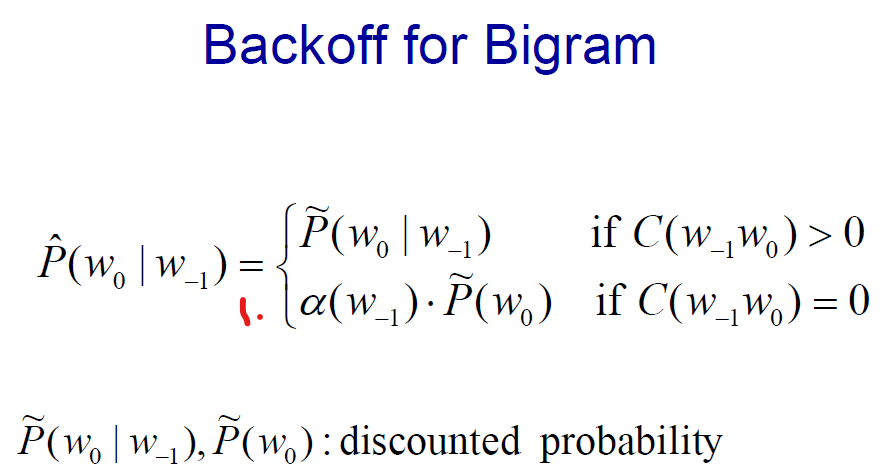 Backoff for Bigram
P̂(w₀ | w₋₁) = { P̃(w₀ | w₋₁) if C(w₋₁w₀) > 0
1. α(w₋₁) · P̃(w₀) if C(w₋₁w₀) = 0
P̃(w₀ | w₋₁), P̃(w₀) : discounted probability